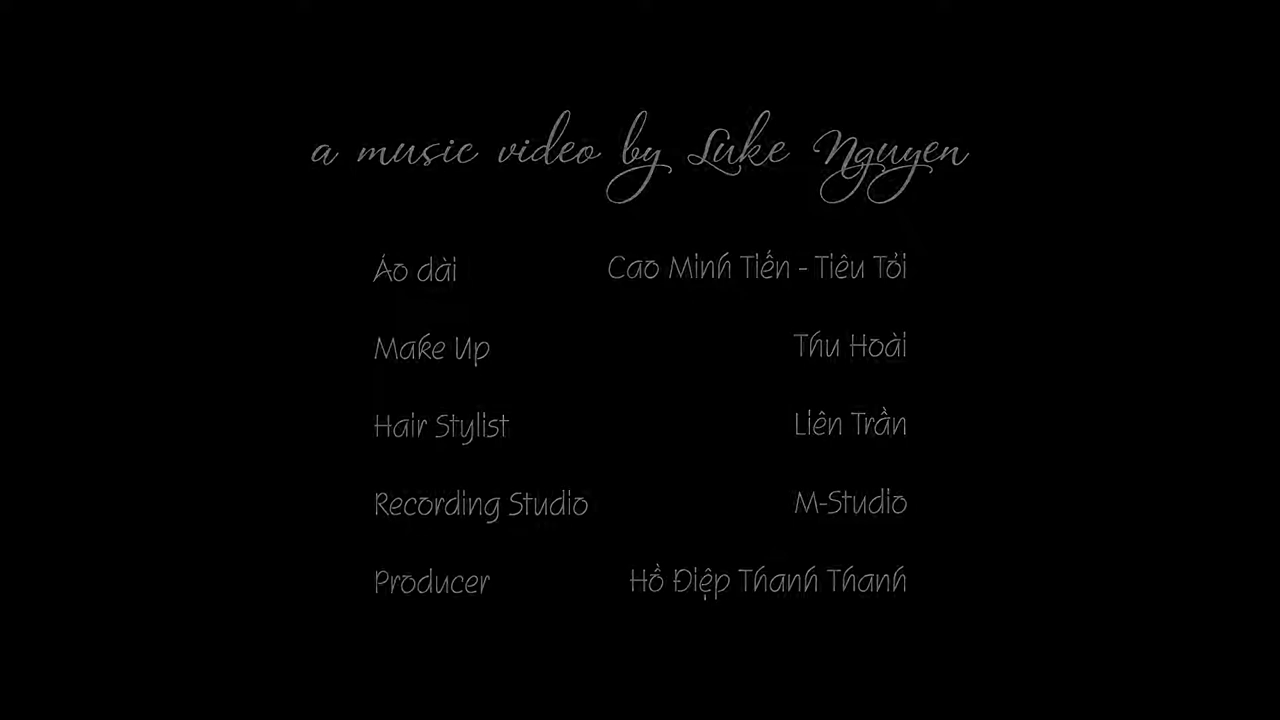 a music video by Luke Nguyen
Áo dài Cao Minh Tiến - Tiêu Tỏi
Make Up Thu Hoài
Hair Stylist Liên Trần
Recording Studio M-Studio
Producer Hồ Điệp Thanh Thanh